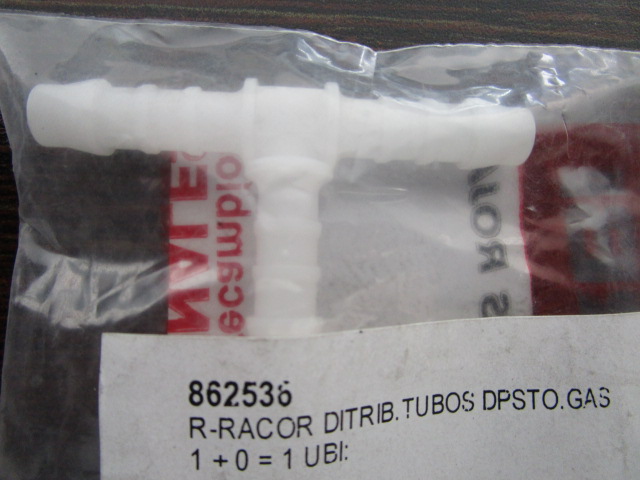 862536
R-RACOR DITRIB.TUBOS DPSTO.GAS
1 + 0 = 1 UBI: